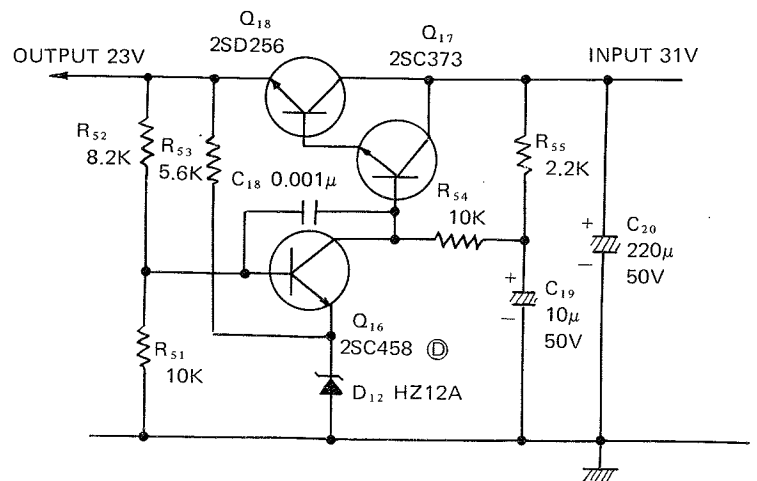 Q₁₈
2SD256
Q₁₇
2SC373
OUTPUT 23V
INPUT 31V
R₅₂
8.2K
R₅₃
5.6K
C₁₈ 0.001μ
R₅₄
10K
R₅₅
2.2K
+
C₂₀
220μ
50V
−
+
C₁₉
10μ
50V
−
Q₁₆
2SC458 Ⓓ
R₅₁
10K
D₁₂ HZ12A